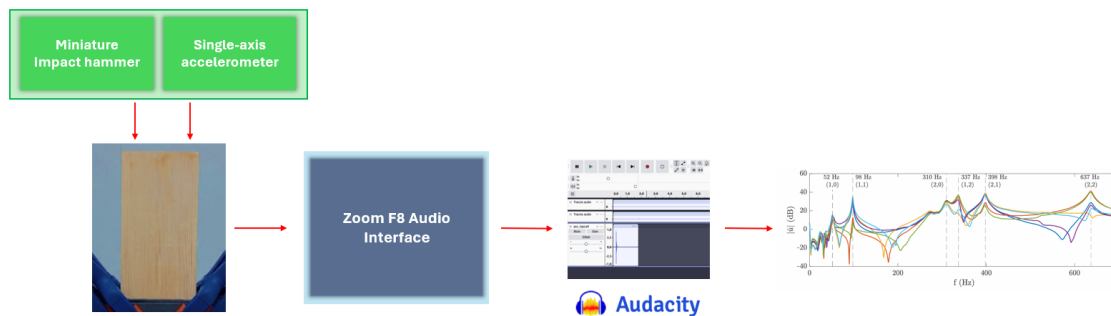 Miniature
Impact hammer
Single-axis
accelerometer
Zoom F8 Audio
Interface
Audacity
52 Hz
(1,0)
98 Hz
(1,1)
310 Hz
(2,0)
337 Hz
(1,2)
398 Hz
(2,1)
637 Hz
(2,2)
60
40
20
0
-20
-40
0
200
400
600
f (Hz)